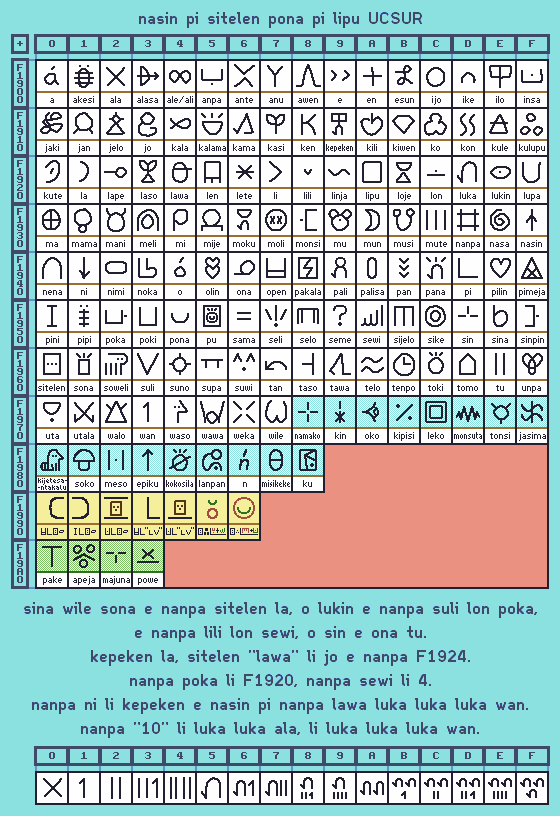 nasin pi sitelen pona pi lipu UCSUR
+ 0 1 2 3 4 5 6 7 8 9 A B C D E F
F1900
a akesi ala alasa ale/ali anpa ante anu awen e en esun ijo ike ilo insa
F1910
jaki jan jelo jo kala kalama kama kasi ken kepeken kili kiwen ko kon kule kulupu
F1920
kute la lape laso lawa len lete li lili linja lipu loje lon luka lukin lupa
F1930
ma mama mani meli mi mije moku moli monsi mu mun musi mute nanpa nasa nasin
F1940
nena ni nimi noka o olin ona open pakala pali palisa pan pana pi pilin pimeja
F1950
pini pipi poka poki pona pu sama seli selo seme sewi sijelo sike sin sina sinpin
F1960
sitelen sona soweli suli suno supa suwi tan taso tawa telo tenpo toki tomo tu unpa
F1970
uta utala walo wan waso wawa weka wile namako kin oko kipisi leko monsuta tonsi jasima
F1980
kijetesa-ntakalu soko meso epiku kokosila lanpan n misikeke ku
F1990
F19A0
pake apeja majuna powe
sina wile sona e nanpa sitelen la, o lukin e nanpa suli lon poka,
e nanpa lili lon sewi, o sin e ona tu.
kepeken la, sitelen "lawa" li jo e nanpa F1924.
nanpa poka li F1920, nanpa sewi li 4.
nanpa ni li kepeken e nasin pi nanpa lawa luka luka luka wan.
nanpa "10" li luka luka ala, li luka luka luka wan.
0 1 2 3 4 5 6 7 8 9 A B C D E F